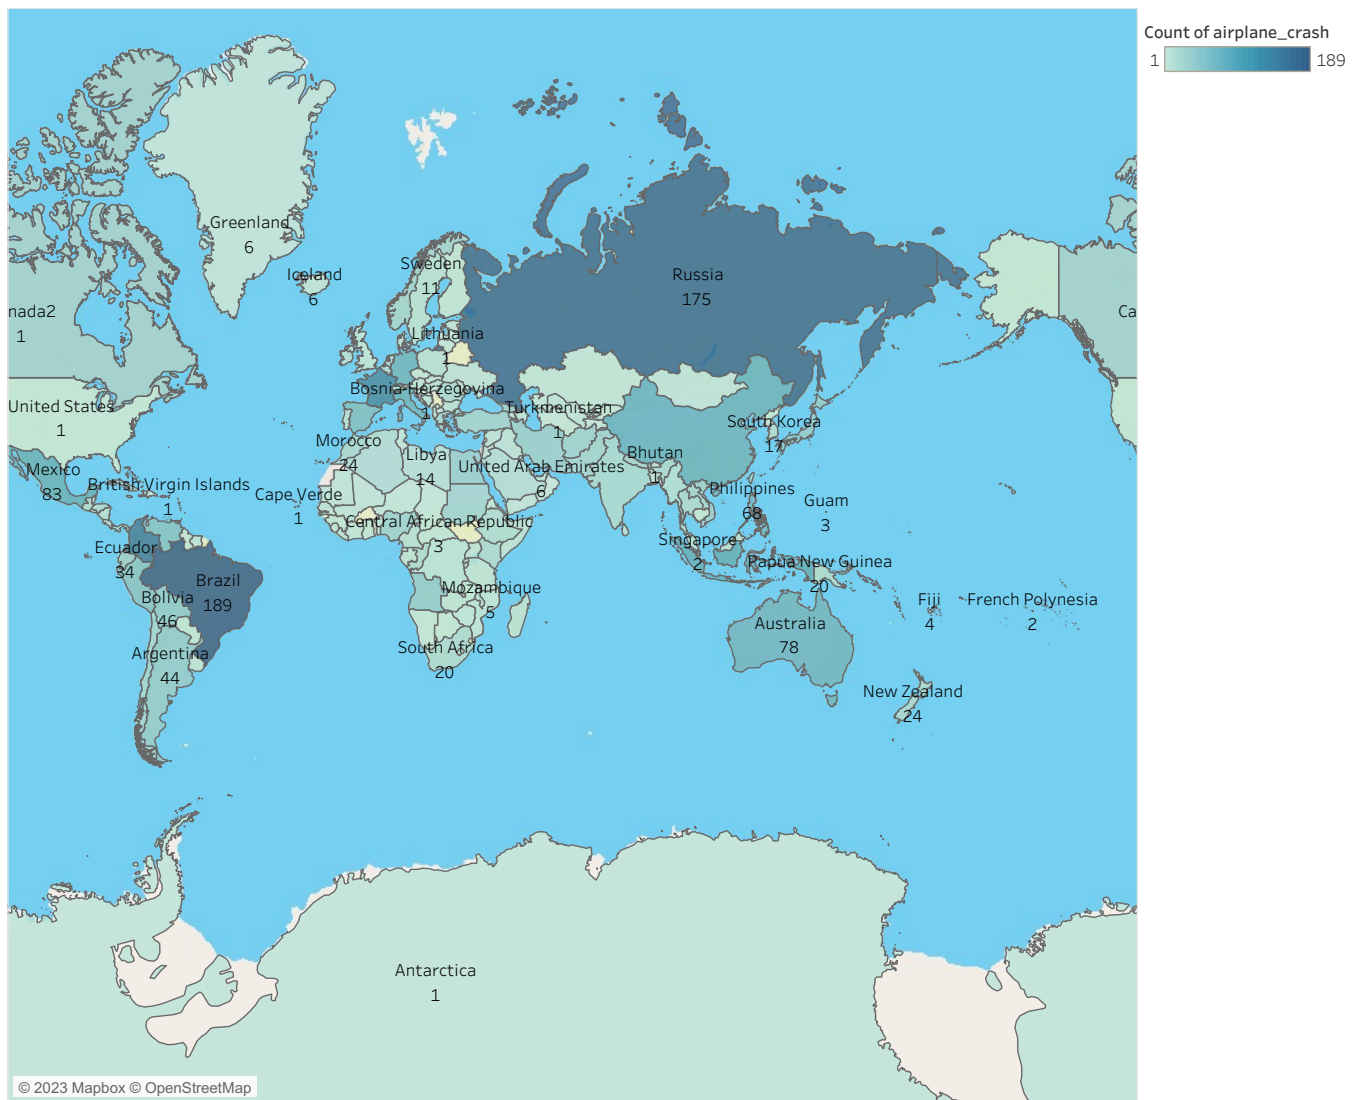 Count of airplane_crash
1
189
Greenland
6
Iceland
6
Sweden
11
Russia
175
nada2
1
Ca
Lithuania
1
Bosnia-Herzegovina
1
United States
1
Turkmenistan
1
South Korea
17
Morocco
24
Libya
14
Bhutan
1
United Arab Emirates
6
Mexico
83
British Virgin Islands
1
Cape Verde
1
Philippines
68
Guam
3
Central African Republic
3
Singapore
2
Ecuador
34
Papua New Guinea
20
Brazil
189
Mozambique
5
Bolivia
46
Fiji
4
French Polynesia
2
Australia
78
South Africa
20
Argentina
44
New Zealand
24
Antarctica
1
© 2023 Mapbox © OpenStreetMap